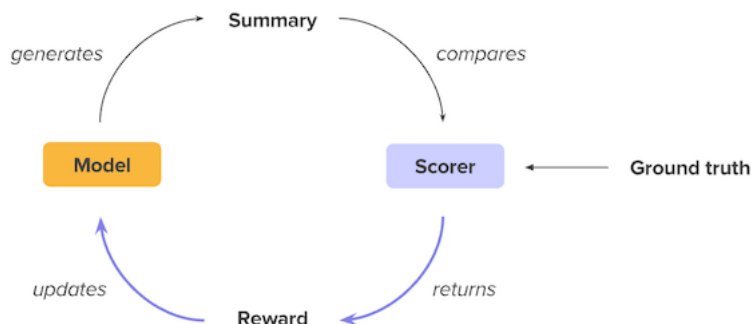 Summary
generates
compares
Model
Scorer
Ground truth
updates
returns
Reward